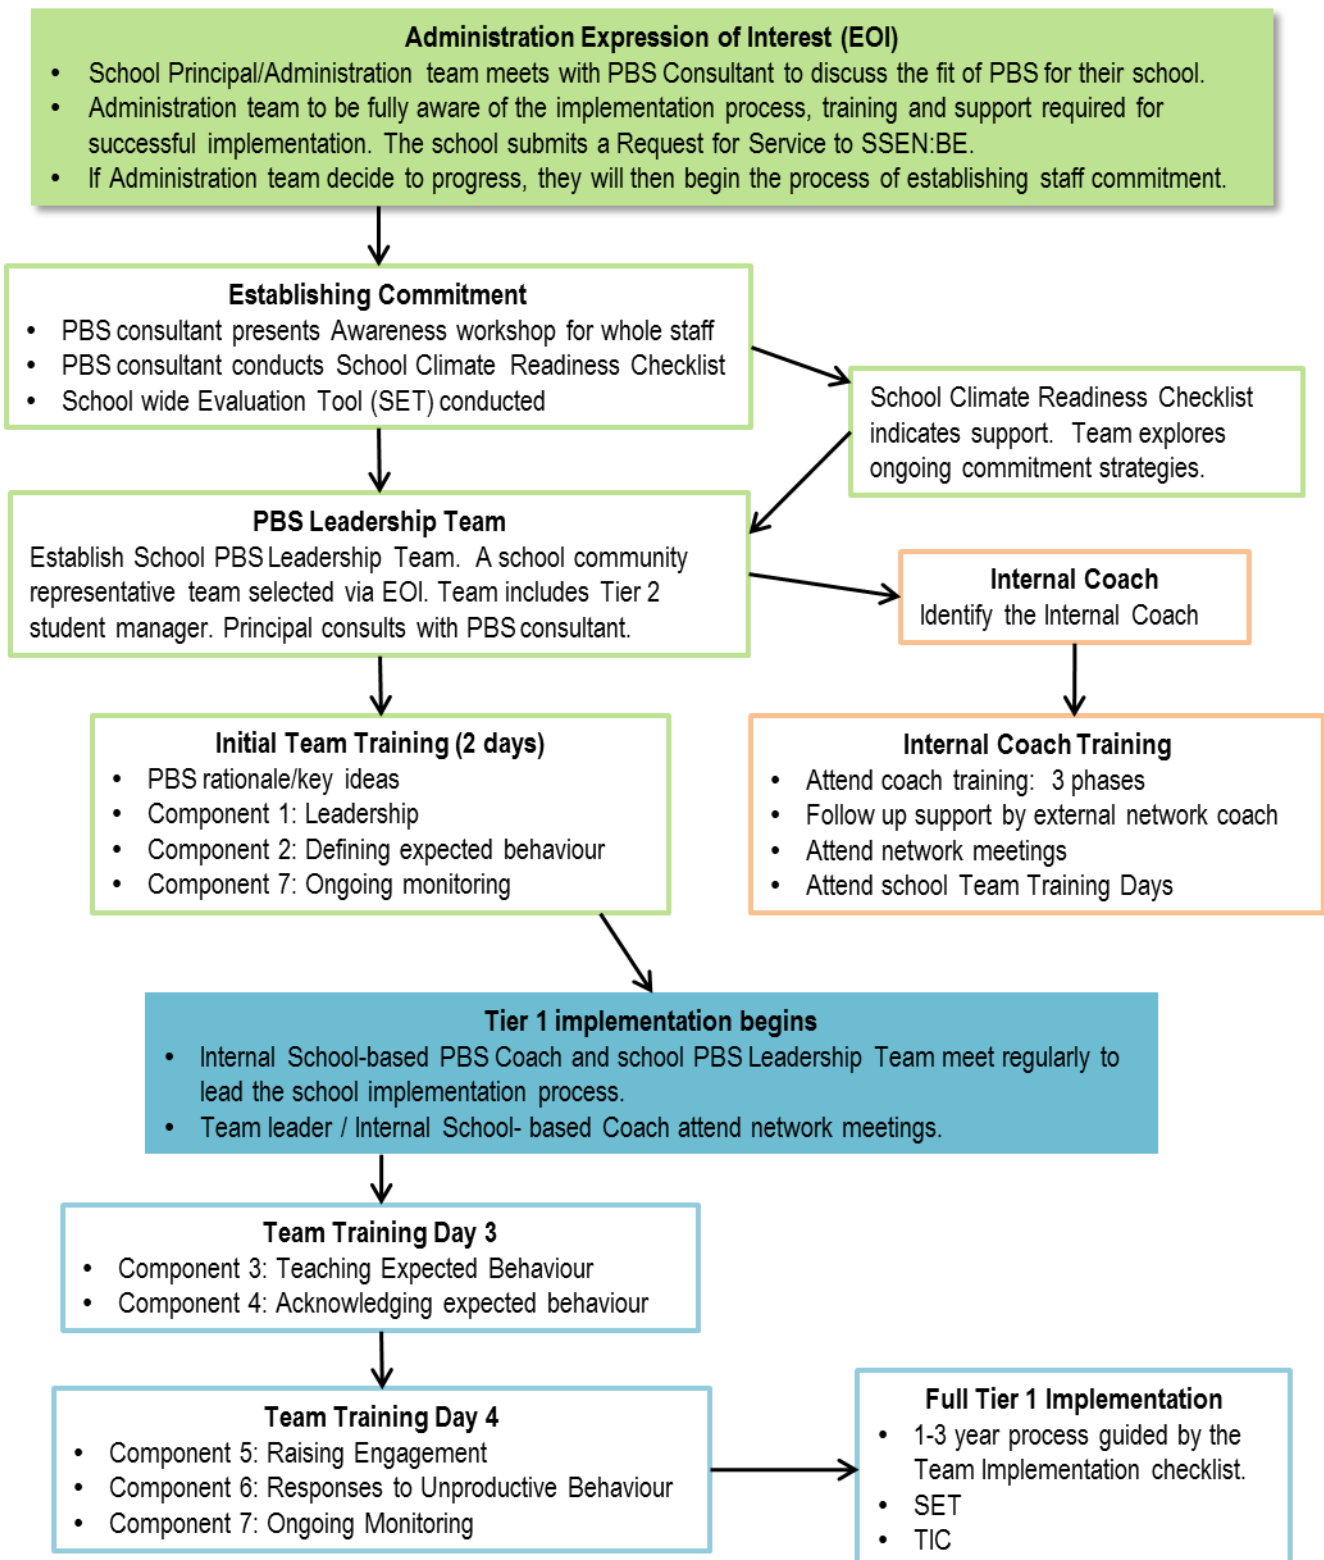 Administration Expression of Interest (EOI)
• School Principal/Administration team meets with PBS Consultant to discuss the fit of PBS for their school.
• Administration team to be fully aware of the implementation process, training and support required for
successful implementation. The school submits a Request for Service to SSEN:BE.
• If Administration team decide to progress, they will then begin the process of establishing staff commitment.
Establishing Commitment
• PBS consultant presents Awareness workshop for whole staff
• PBS consultant conducts School Climate Readiness Checklist
• School wide Evaluation Tool (SET) conducted
School Climate Readiness Checklist
indicates support. Team explores
ongoing commitment strategies.
PBS Leadership Team
Establish School PBS Leadership Team. A school community
representative team selected via EOI. Team includes Tier 2
student manager. Principal consults with PBS consultant.
Internal Coach
Identify the Internal Coach
Initial Team Training (2 days)
• PBS rationale/key ideas
• Component 1: Leadership
• Component 2: Defining expected behaviour
• Component 7: Ongoing monitoring
Internal Coach Training
• Attend coach training: 3 phases
• Follow up support by external network coach
• Attend network meetings
• Attend school Team Training Days
Tier 1 implementation begins
• Internal School-based PBS Coach and school PBS Leadership Team meet regularly to
lead the school implementation process.
• Team leader / Internal School- based Coach attend network meetings.
Team Training Day 3
• Component 3: Teaching Expected Behaviour
• Component 4: Acknowledging expected behaviour
Team Training Day 4
• Component 5: Raising Engagement
• Component 6: Responses to Unproductive Behaviour
• Component 7: Ongoing Monitoring
Full Tier 1 Implementation
• 1-3 year process guided by the
Team Implementation checklist.
• SET
• TIC